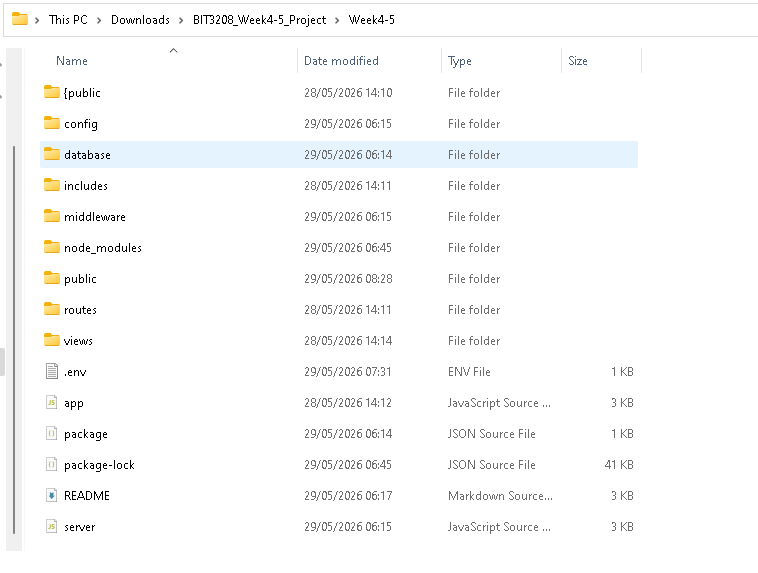 This PC > Downloads > BIT3208_Week4-5_Project > Week4-5
Name Date modified Type Size
{public 28/05/2026 14:10 File folder
config 29/05/2026 06:15 File folder
database 29/05/2026 06:14 File folder
includes 28/05/2026 14:11 File folder
middleware 29/05/2026 06:15 File folder
node_modules 29/05/2026 06:45 File folder
public 29/05/2026 08:28 File folder
routes 28/05/2026 14:11 File folder
views 28/05/2026 14:14 File folder
.env 29/05/2026 07:31 ENV File 1 KB
app 28/05/2026 14:12 JavaScript Source ... 3 KB
package 29/05/2026 06:14 JSON Source File 1 KB
package-lock 29/05/2026 06:45 JSON Source File 41 KB
README 29/05/2026 06:17 Markdown Source... 3 KB
server 29/05/2026 06:15 JavaScript Source ... 3 KB